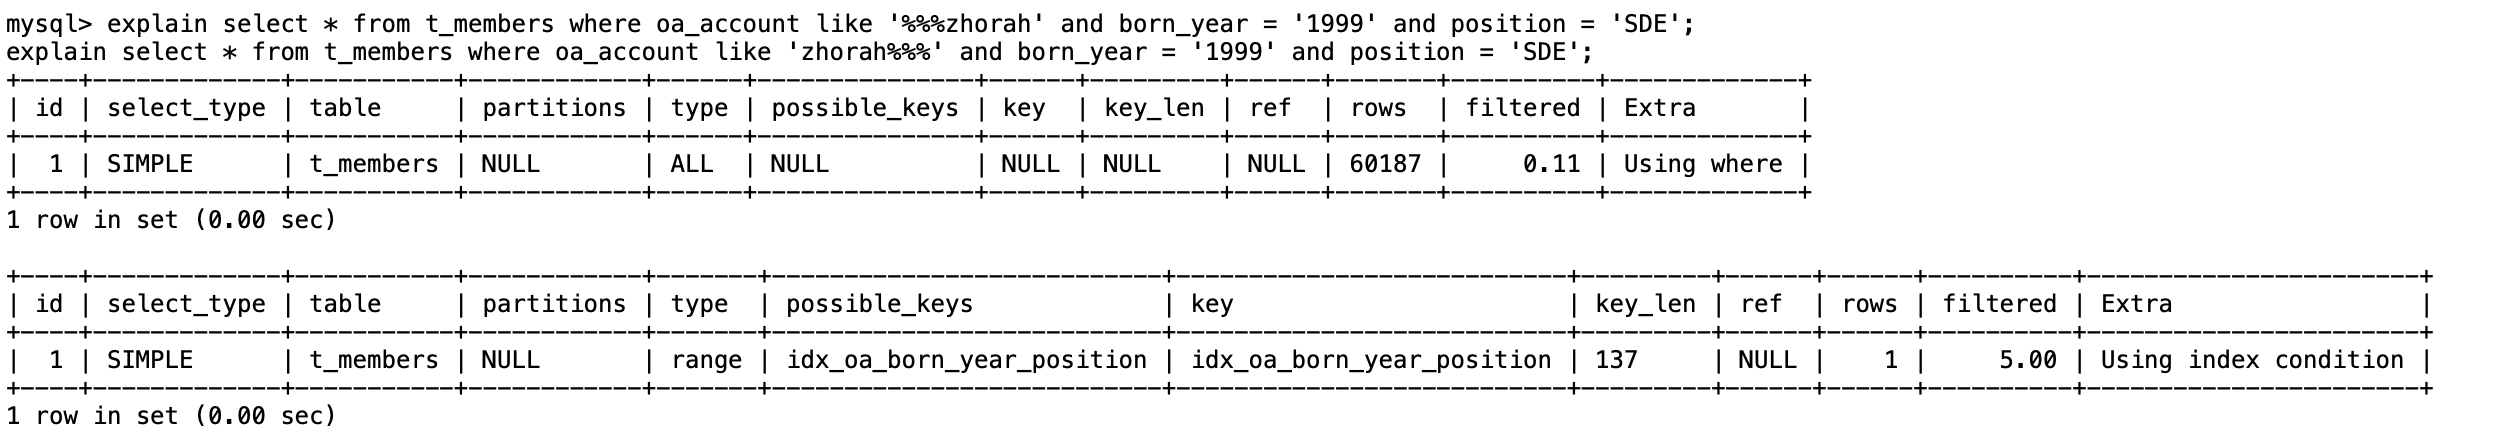 mysql> explain select * from t_members where oa_account like '%%%zhorah' and born_year = '1999' and position = 'SDE';
explain select * from t_members where oa_account like 'zhorah%%%' and born_year = '1999' and position = 'SDE';
+----+-------------+-----------+------------+------+---------------+------+---------+------+-------+----------+-------------+
| id | select_type | table     | partitions | type | possible_keys | key  | key_len | ref  | rows  | filtered | Extra       |
+----+-------------+-----------+------------+------+---------------+------+---------+------+-------+----------+-------------+
|  1 | SIMPLE      | t_members | NULL       | ALL  | NULL          | NULL | NULL    | NULL | 60187 |     0.11 | Using where |
+----+-------------+-----------+------------+------+---------------+------+---------+------+-------+----------+-------------+
1 row in set (0.00 sec)

+----+-------------+-----------+------------+-------+---------------------------+---------------------------+---------+------+------+----------+-----------------------+
| id | select_type | table     | partitions | type  | possible_keys             | key                       | key_len | ref  | rows | filtered | Extra                 |
+----+-------------+-----------+------------+-------+---------------------------+---------------------------+---------+------+------+----------+-----------------------+
|  1 | SIMPLE      | t_members | NULL       | range | idx_oa_born_year_position | idx_oa_born_year_position | 137     | NULL |    1 |     5.00 | Using index condition |
+----+-------------+-----------+------------+-------+---------------------------+---------------------------+---------+------+------+----------+-----------------------+
1 row in set (0.00 sec)